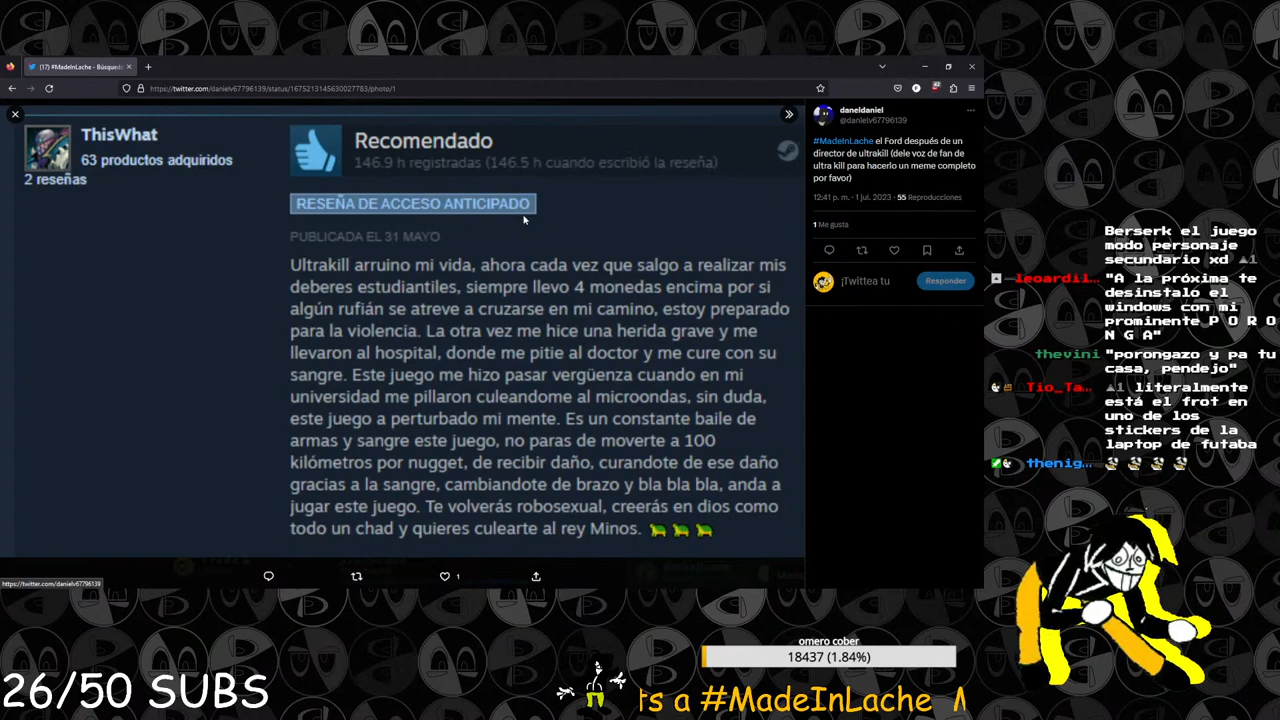 (17) #MadeInLache - Búsqueda
https://twitter.com/danielv67796139/status/1675213145630027783/photo/1
ThisWhat
63 productos adquiridos
2 reseñas
Recomendado
146.9 h registradas (146.5 h cuando escribió la reseña)
RESEÑA DE ACCESO ANTICIPADO
PUBLICADA EL 31 MAYO
Ultrakill arruino mi vida, ahora cada vez que salgo a realizar mis
deberes estudiantiles, siempre llevo 4 monedas encima por si
algún rufián se atreve a cruzarse en mi camino, estoy preparado
para la violencia. La otra vez me hice una herida grave y me
llevaron al hospital, donde me pitie al doctor y me cure con su
sangre. Este juego me hizo pasar vergüenza cuando en mi
universidad me pillaron culeandome al microondas, sin duda,
este juego a perturbado mi mente. Es un constante baile de
armas y sangre este juego, no paras de moverte a 100
kilómetros por nugget, de recibir daño, curandote de ese daño
gracias a la sangre, cambiandote de brazo y bla bla bla, anda a
jugar este juego. Te volverás robosexual, creerás en dios como
todo un chad y quieres culearte al rey Minos.
1
https://twitter.com/danielv67796139
daneldaniel
@danielv67796139
#MadeInLache el Ford después de un
director de ultrakill (dele voz de fan de
ultra kill para hacerlo un meme completo
por favor)
12:41 p. m. · 1 jul. 2023 · 55 Reproducciones
1 Me gusta
¡Twittea tu
Responder
Berserk el juego
modo personaje
secundario xd 1
leoardil...
"A la próxima te
desinstalo el
windows con mi
prominente P O R O
N G A"
thevini
"porongazo y pa tu
casa, pendejo"
Tio_Ta...
1 literalmente
está el frot en
uno de los
stickers de la
laptop de futaba
thenig...
omero cober
18437 (1.84%)
26/50 SUBS
ts a #MadeInLache